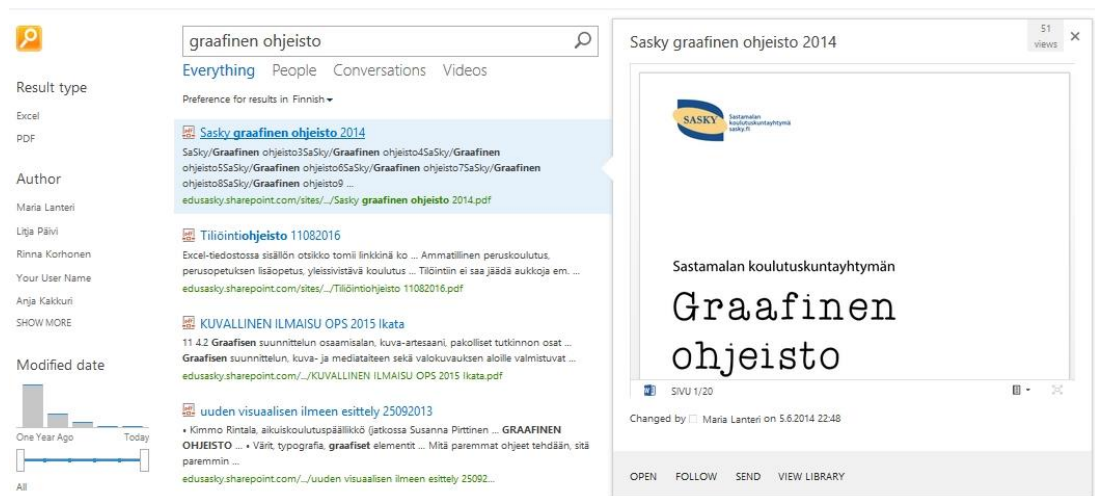 Result type
Excel
PDF
Author
Maria Lanteri
Litja Päivi
Rinna Korhonen
Your User Name
Anja Kakkuri
SHOW MORE
Modified date
One Year Ago Today
All
graafinen ohjeisto
Everything People Conversations Videos
Preference for results in Finnish
Sasky graafinen ohjeisto 2014
SaSky/Graafinen ohjeisto3SaSky/Graafinen ohjeisto4SaSky/Graafinen
ohjeisto5SaSky/Graafinen ohjeisto6SaSky/Graafinen ohjeisto7SaSky/Graafinen
ohjeisto8SaSky/Graafinen ohjeisto9 ...
edusasky.sharepoint.com/sites/.../Sasky graafinen ohjeisto 2014.pdf
Tiliöintiohjeisto 11082016
Excel-tiedostossa sisällön otsikko tomii linkkinä ko ... Ammatillinen peruskoulutus,
perusopetuksen lisäopetus, yleissivistävä koulutus ... Tilöintiin ei saa jäädä aukkoja em. ...
edusasky.sharepoint.com/sites/.../Tiliöintiohjeisto 11082016.pdf
KUVALLINEN ILMAISU OPS 2015 Ikata
11 4.2 Graafisen suunnittelun osaamisalan, kuva-artesaani, pakolliset tutkinnon osat ...
Graafisen suunnittelun, kuva- ja mediataiteen sekä valokuvauksen aloille valmistuvat ...
edusasky.sharepoint.com/.../KUVALLINEN ILMAISU OPS 2015 Ikata.pdf
uuden visuaalisen ilmeen esittely 25092013
• Kimmo Rintala, aikuiskoulutuspäällikkö (jatkossa Susanna Pirttinen ... GRAAFINEN
OHJEISTO ... • Värit, typografia, graafiset elementit ... Mitä paremmat ohjeet tehdään, sitä
paremmin ...
edusasky.sharepoint.com/.../uuden visuaalisen ilmeen esittely 25092...
Sasky graafinen ohjeisto 2014
51
views
SASKY
Sastamalan
koulutuskuntayhtymä
sasky.fi
Sastamalan koulutuskuntayhtymän
Graafinen
ohjeisto
SIVU 1/20
Changed by Maria Lanteri on 5.6.2014 22:48
OPEN FOLLOW SEND VIEW LIBRARY